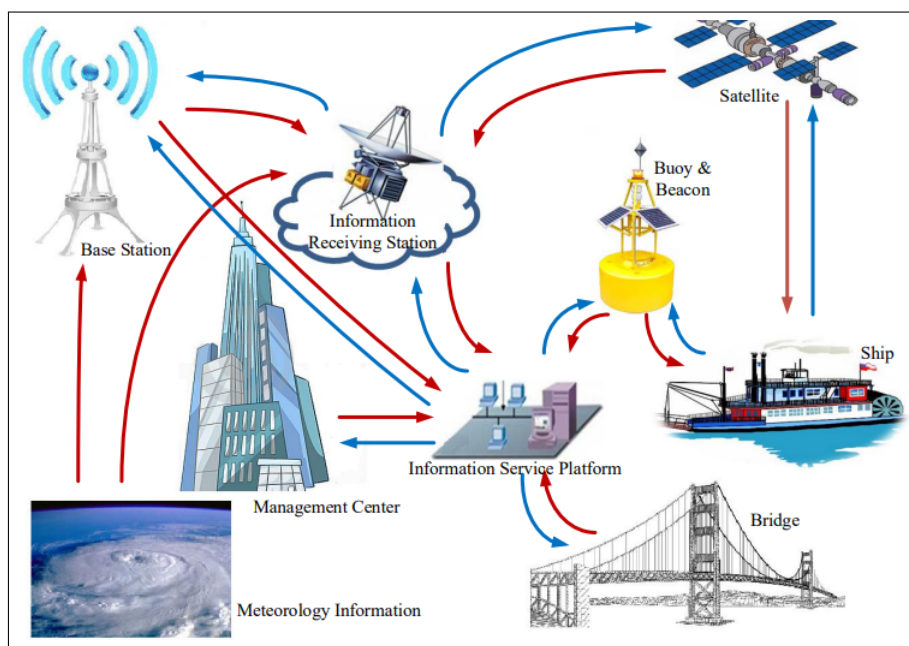 Satellite
Buoy &
Beacon
Information
Receiving Station
Base Station
Ship
Information Service Platform
Management Center
Bridge
Meteorology Information